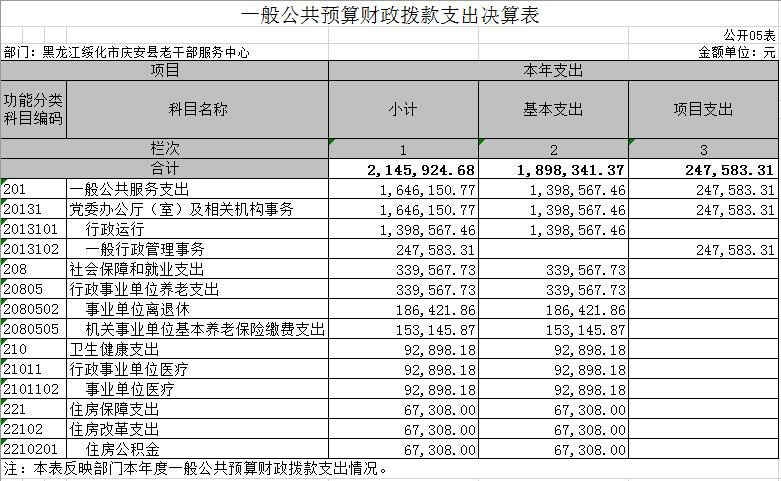 一般公共预算财政拨款支出决算表
公开05表
部门：黑龙江绥化市庆安县老干部服务中心 金额单位：元
项目 本年支出
功能分类科目编码 科目名称 小计 基本支出 项目支出
栏次 1 2 3
合计 2,145,924.68 1,898,341.37 247,583.31
201 一般公共服务支出 1,646,150.77 1,398,567.46 247,583.31
20131 党委办公厅（室）及相关机构事务 1,646,150.77 1,398,567.46 247,583.31
2013101 行政运行 1,398,567.46 1,398,567.46
2013102 一般行政管理事务 247,583.31 247,583.31
208 社会保障和就业支出 339,567.73 339,567.73
20805 行政事业单位养老支出 339,567.73 339,567.73
2080502 事业单位离退休 186,421.86 186,421.86
2080505 机关事业单位基本养老保险缴费支出 153,145.87 153,145.87
210 卫生健康支出 92,898.18 92,898.18
21011 行政事业单位医疗 92,898.18 92,898.18
2101102 事业单位医疗 92,898.18 92,898.18
221 住房保障支出 67,308.00 67,308.00
22102 住房改革支出 67,308.00 67,308.00
2210201 住房公积金 67,308.00 67,308.00
注：本表反映部门本年度一般公共预算财政拨款支出情况。